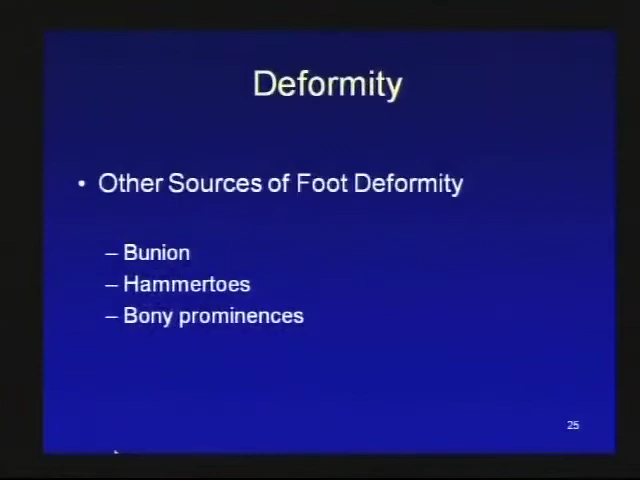 Deformity
• Other Sources of Foot Deformity
– Bunion
– Hammertoes
– Bony prominences
25